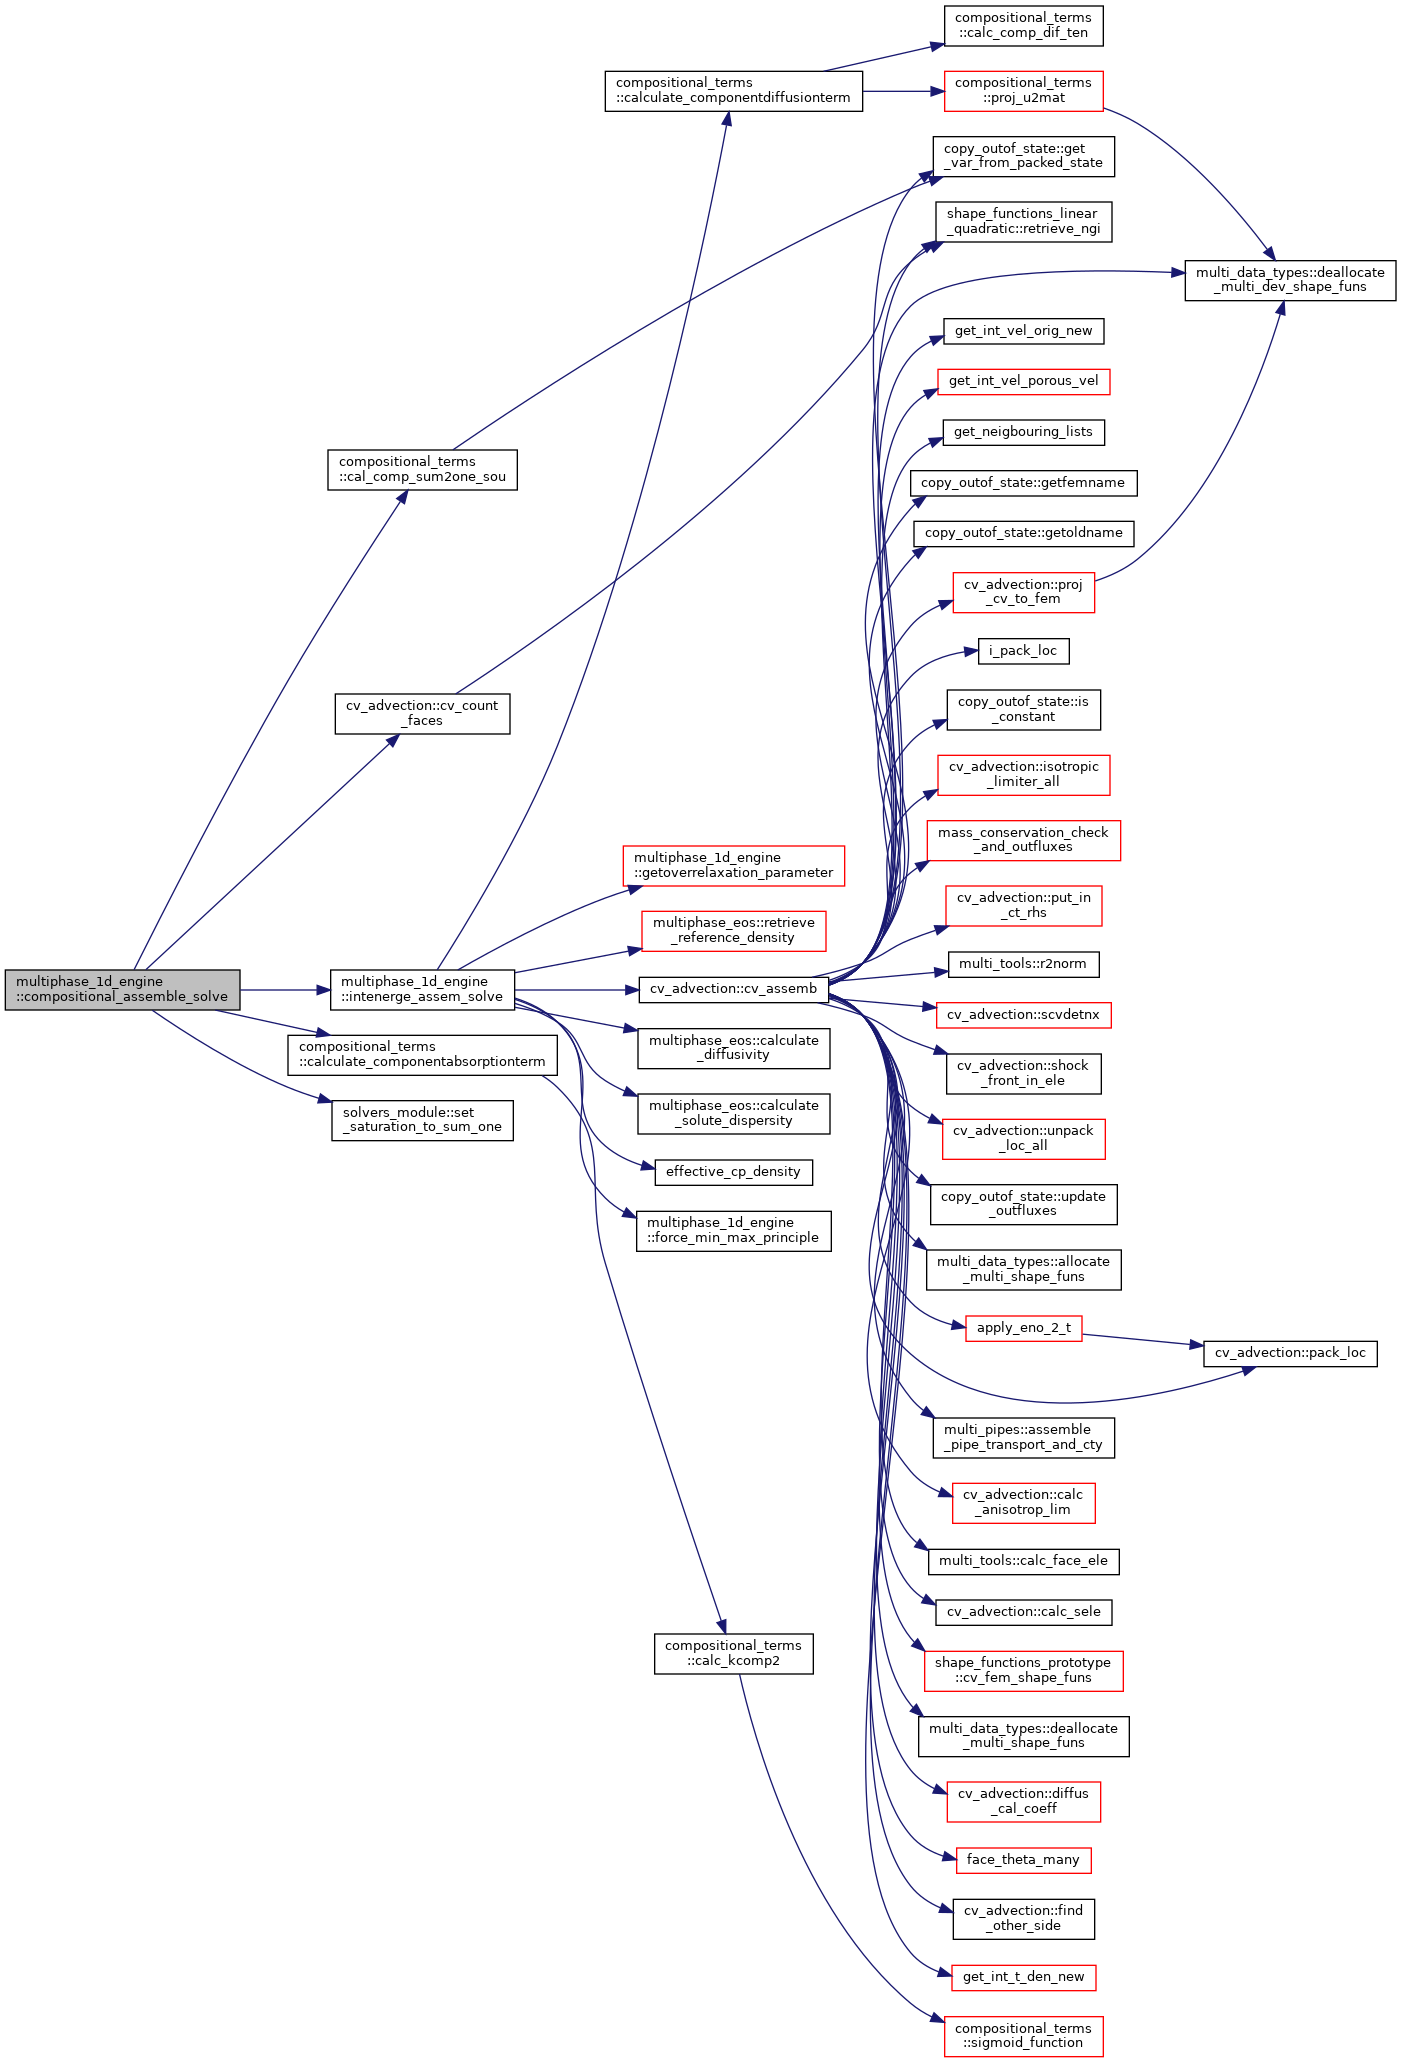 compositional_terms
::calc_comp_dif_ten
compositional_terms
::calculate_componentdiffusionterm
compositional_terms
::proj_u2mat
copy_outof_state::get
_var_from_packed_state
shape_functions_linear
_quadratic::retrieve_ngi
multi_data_types::deallocate
_multi_dev_shape_funs
get_int_vel_orig_new
get_int_vel_porous_vel
get_neigbouring_lists
compositional_terms
::cal_comp_sum2one_sou
copy_outof_state::getfemname
copy_outof_state::getoldname
cv_advection::proj
_cv_to_fem
i_pack_loc
cv_advection::cv_count
_faces
copy_outof_state::is
_constant
cv_advection::isotropic
_limiter_all
mass_conservation_check
_and_outfluxes
multiphase_1d_engine
::getoverrelaxation_parameter
cv_advection::put_in
_ct_rhs
multiphase_eos::retrieve
_reference_density
multi_tools::r2norm
multiphase_1d_engine
::compositional_assemble_solve
multiphase_1d_engine
::intenerge_assem_solve
cv_advection::cv_assemb
cv_advection::scvdetnx
compositional_terms
::calculate_componentabsorptionterm
multiphase_eos::calculate
_diffusivity
cv_advection::shock
_front_in_ele
solvers_module::set
_saturation_to_sum_one
multiphase_eos::calculate
_solute_dispersity
cv_advection::unpack
_loc_all
effective_cp_density
copy_outof_state::update
_outfluxes
multiphase_1d_engine
::force_min_max_principle
multi_data_types::allocate
_multi_shape_funs
apply_eno_2_t
cv_advection::pack_loc
multi_pipes::assemble
_pipe_transport_and_cty
cv_advection::calc
_anisotrop_lim
multi_tools::calc_face_ele
cv_advection::calc_sele
compositional_terms
::calc_kcomp2
shape_functions_prototype
::cv_fem_shape_funs
multi_data_types::deallocate
_multi_shape_funs
cv_advection::diffus
_cal_coeff
face_theta_many
cv_advection::find
_other_side
get_int_t_den_new
compositional_terms
::sigmoid_function